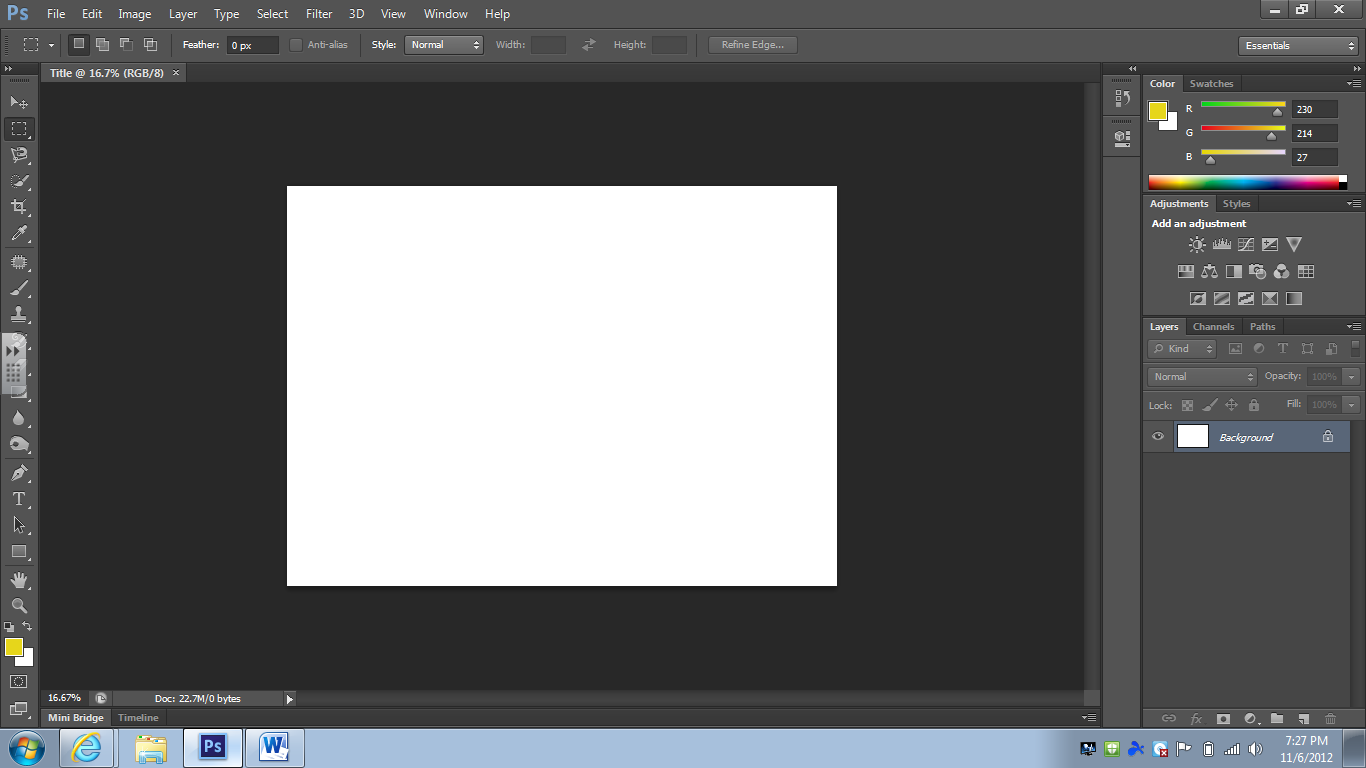 Ps File Edit Image Layer Type Select Filter 3D View Window Help
Feather: 0 px Anti-alias Style: Normal Width: Height: Refine Edge... Essentials
Title @ 16.7% (RGB/8) ×
Color Swatches
R 230
G 214
B 27
Adjustments Styles
Add an adjustment
Layers Channels Paths
Kind
Normal Opacity: 100%
Lock: Fill: 100%
Background
T
16.67% Doc: 22.7M/0 bytes
Mini Bridge Timeline
fx
Ps W
7:27 PM
11/6/2012